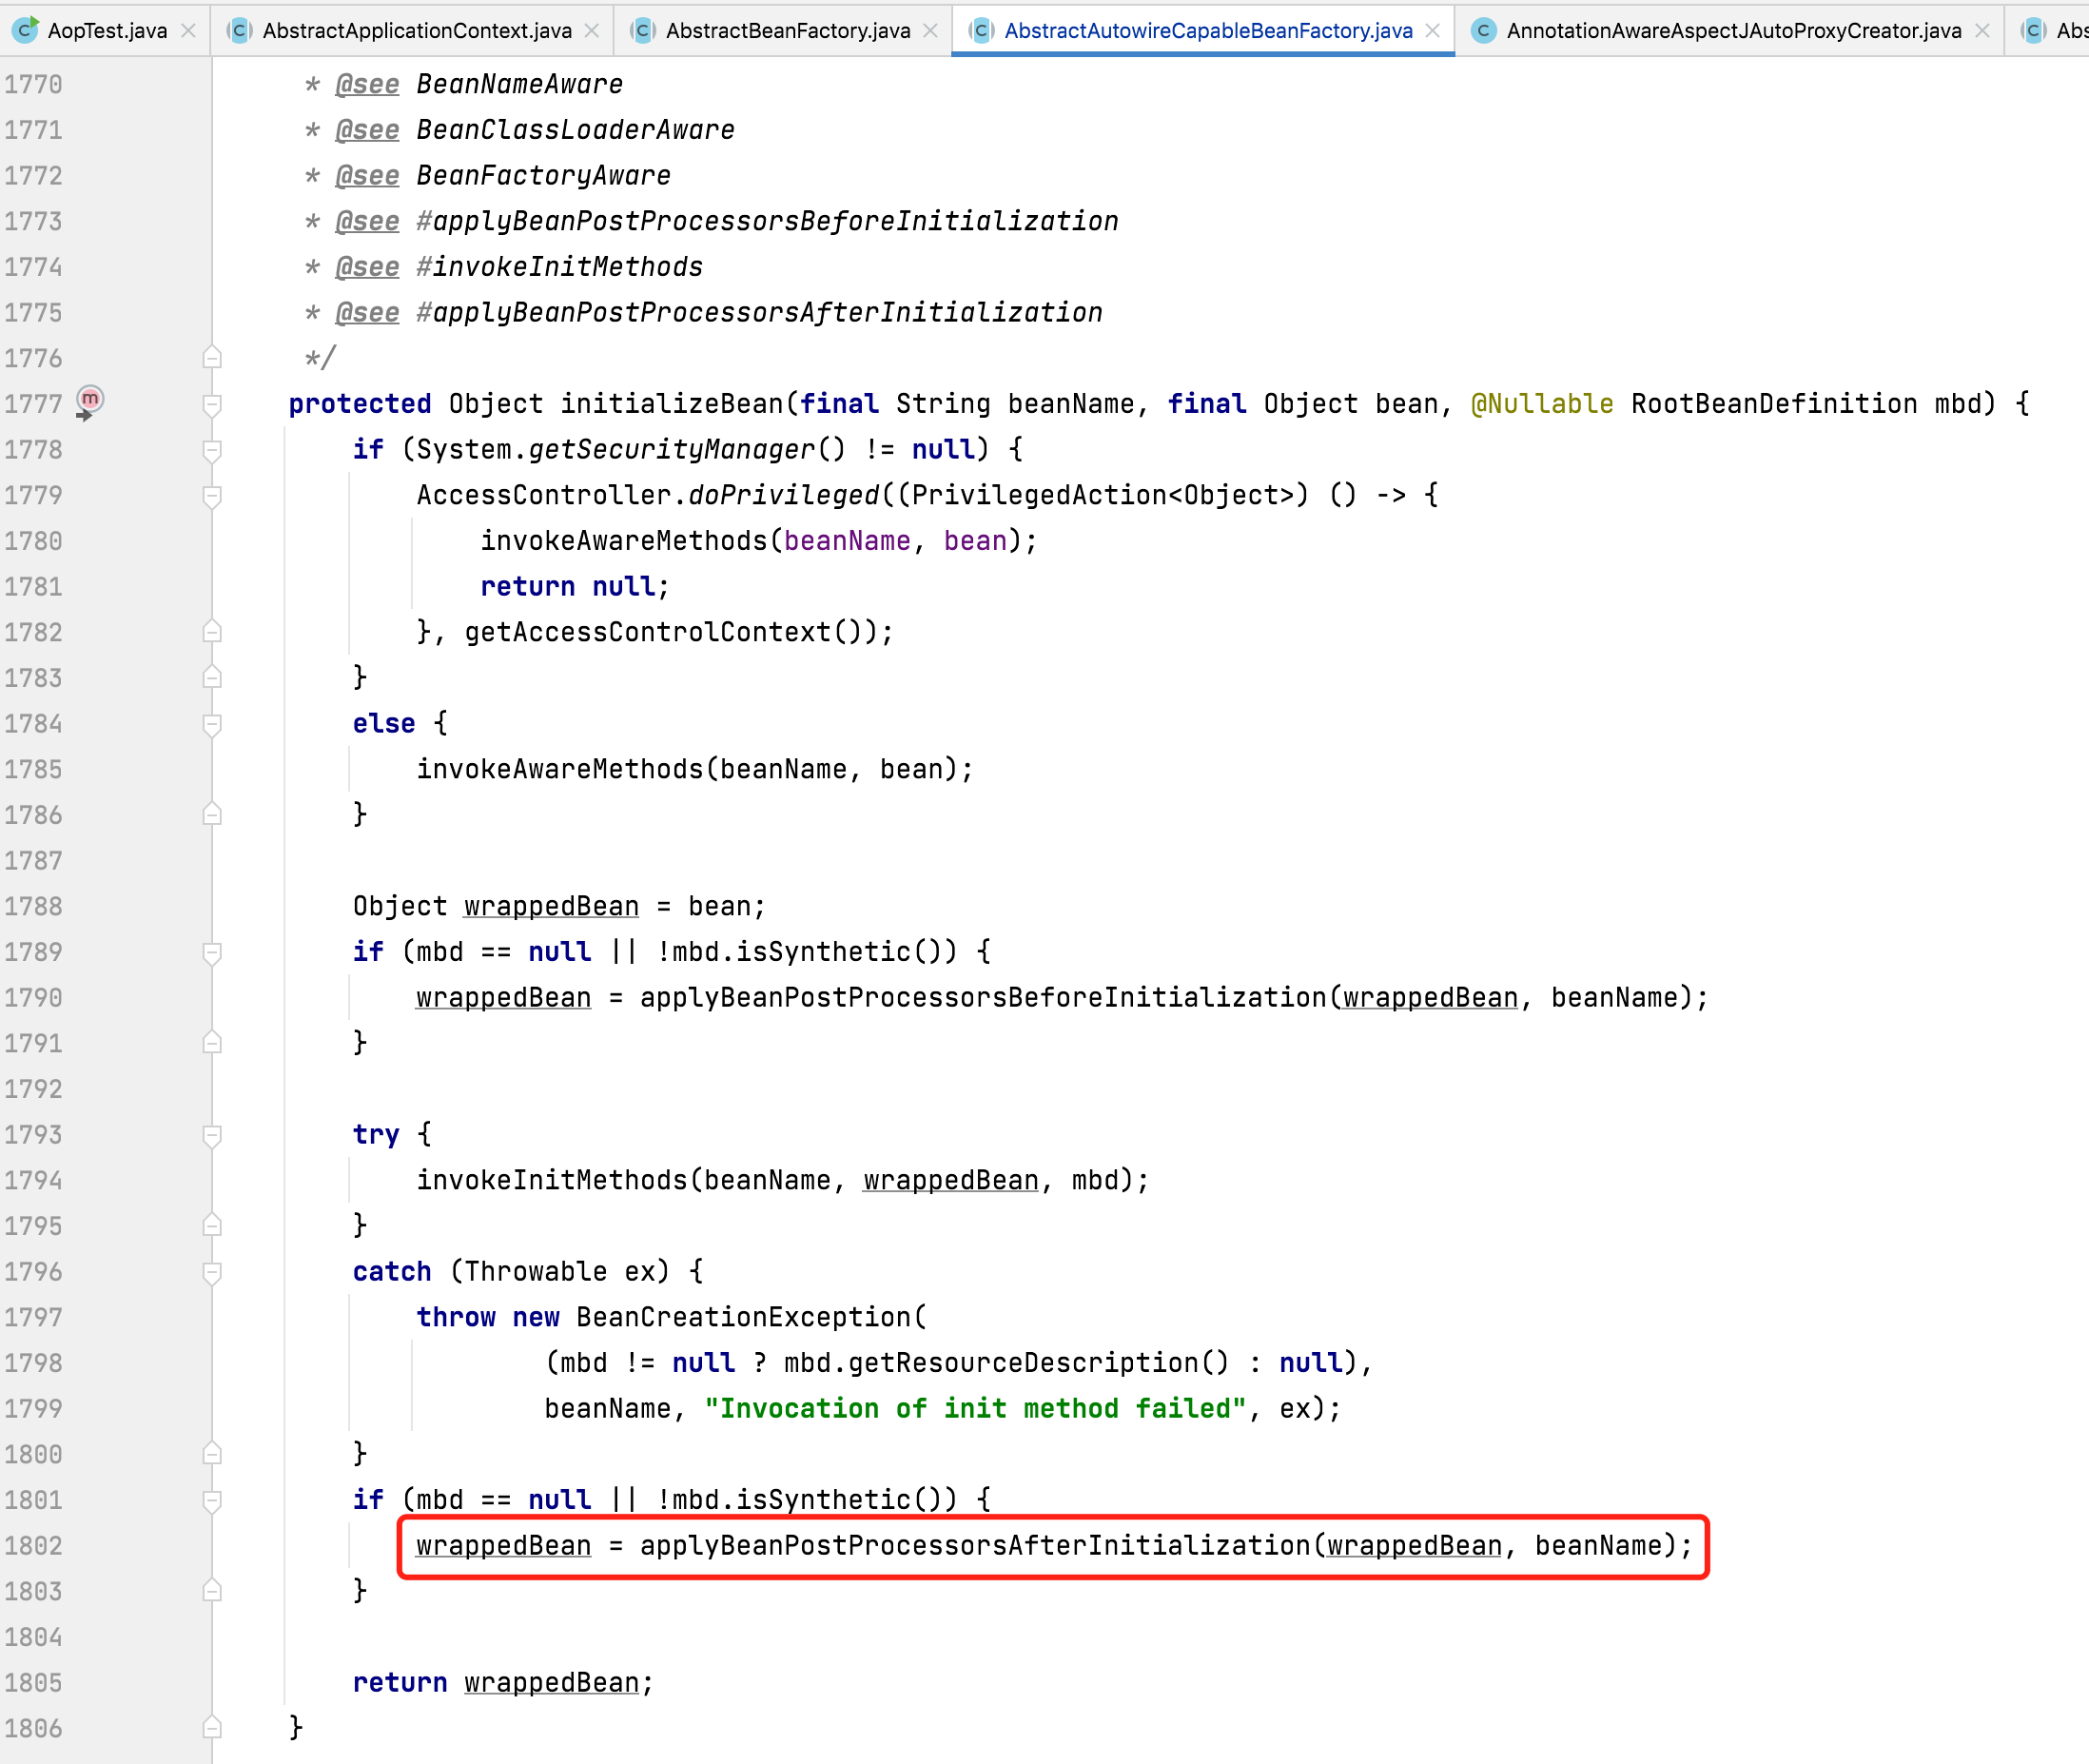 AopTest.java AbstractApplicationContext.java AbstractBeanFactory.java AbstractAutowireCapableBeanFactory.java AnnotationAwareAspectJAutoProxyCreator.java Abs
1770 * @see BeanNameAware
1771 * @see BeanClassLoaderAware
1772 * @see BeanFactoryAware
1773 * @see #applyBeanPostProcessorsBeforeInitialization
1774 * @see #invokeInitMethods
1775 * @see #applyBeanPostProcessorsAfterInitialization
1776 */
1777 protected Object initializeBean(final String beanName, final Object bean, @Nullable RootBeanDefinition mbd) {
1778 if (System.getSecurityManager() != null) {
1779 AccessController.doPrivileged((PrivilegedAction<Object>) () -> {
1780 invokeAwareMethods(beanName, bean);
1781 return null;
1782 }, getAccessControlContext());
1783 }
1784 else {
1785 invokeAwareMethods(beanName, bean);
1786 }
1787
1788 Object wrappedBean = bean;
1789 if (mbd == null || !mbd.isSynthetic()) {
1790 wrappedBean = applyBeanPostProcessorsBeforeInitialization(wrappedBean, beanName);
1791 }
1792
1793 try {
1794 invokeInitMethods(beanName, wrappedBean, mbd);
1795 }
1796 catch (Throwable ex) {
1797 throw new BeanCreationException(
1798 (mbd != null ? mbd.getResourceDescription() : null),
1799 beanName, "Invocation of init method failed", ex);
1800 }
1801 if (mbd == null || !mbd.isSynthetic()) {
1802 wrappedBean = applyBeanPostProcessorsAfterInitialization(wrappedBean, beanName);
1803 }
1804
1805 return wrappedBean;
1806 }